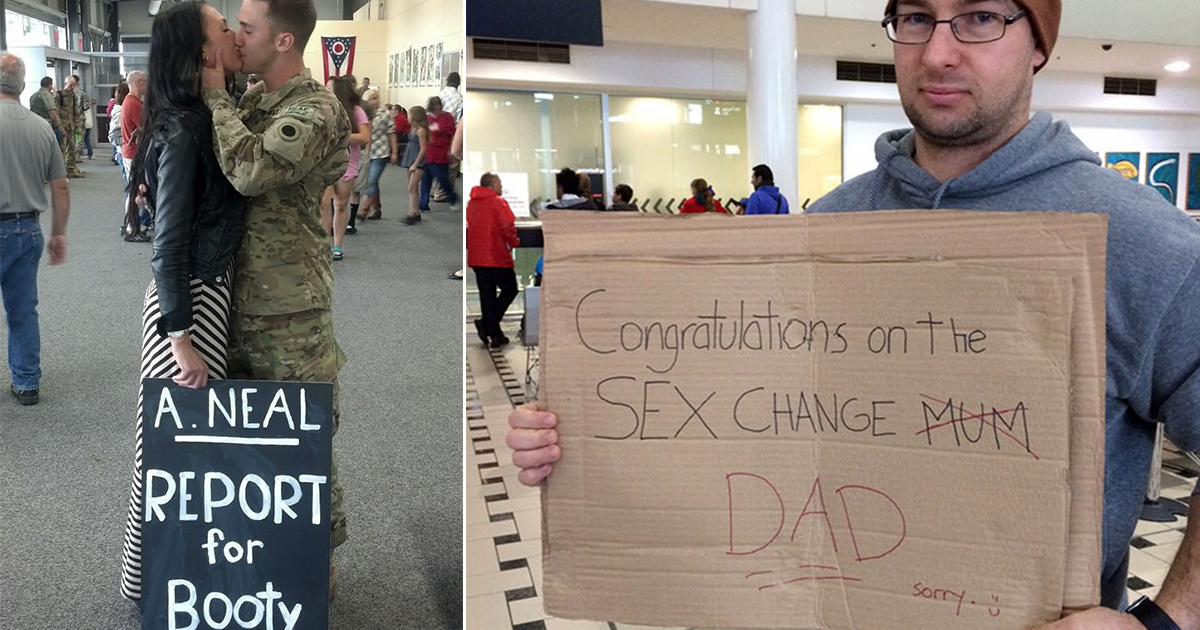 A. NEAL
REPORT
for
Booty
Congratulations on the
SEX CHANGE MUM
DAD
sorry. :)